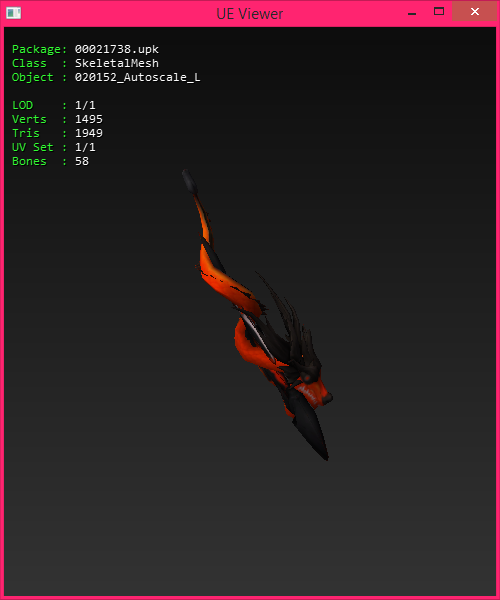 UE Viewer
Package: 00021738.upk
Class : SkeletalMesh
Object : 020152_Autoscale_L
LOD : 1/1
Verts : 1495
Tris : 1949
UV Set : 1/1
Bones : 58